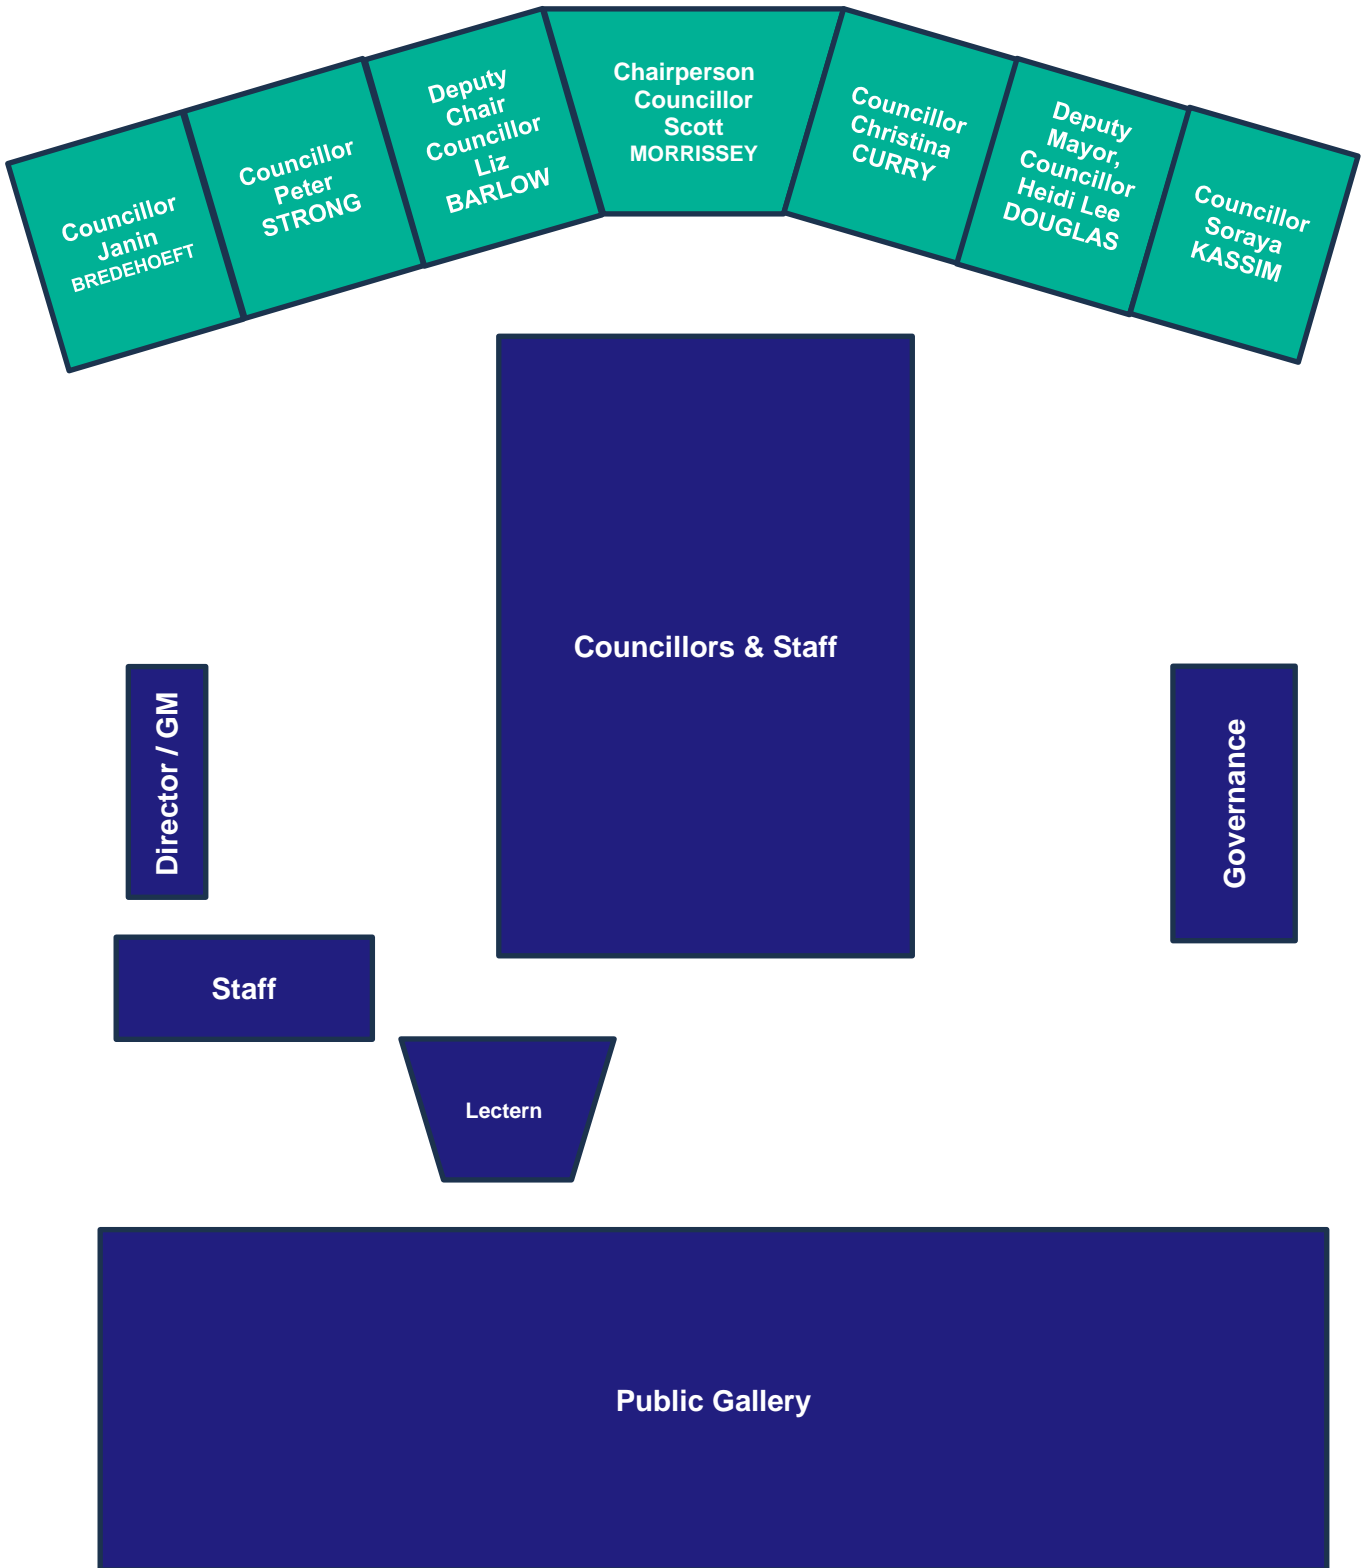 Councillor
Janin
BREDEHOEFT
Councillor
Peter
STRONG
Deputy
Chair
Councillor
Liz
BARLOW
Chairperson
Councillor
Scott
MORRISSEY
Councillor
Christina
CURRY
Deputy
Mayor,
Councillor
Heidi Lee
DOUGLAS
Councillor
Soraya
KASSIM
Councillors & Staff
Director / GM
Governance
Staff
Lectern
Public Gallery